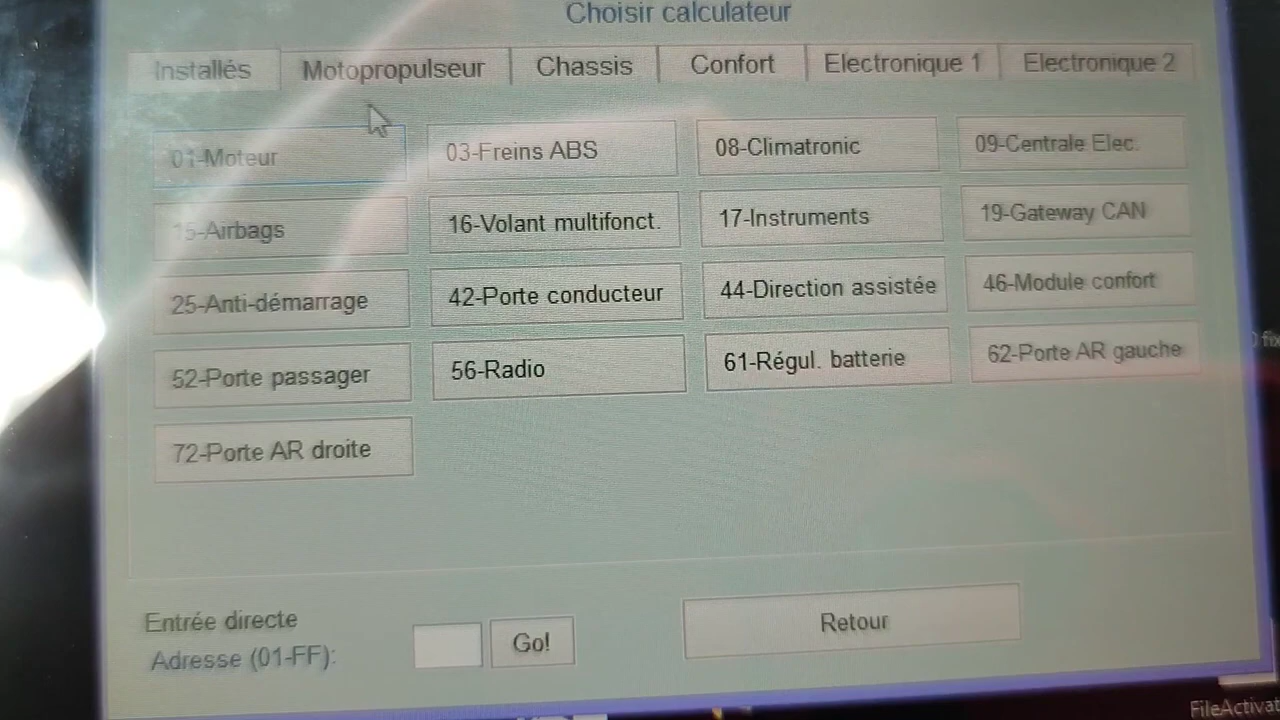 Choisir calculateur
Installés Motopropulseur Chassis Confort Electronique 1 Electronique 2
01-Moteur 03-Freins ABS 08-Climatronic 09-Centrale Elec.
15-Airbags 16-Volant multifonct. 17-Instruments 19-Gateway CAN
25-Anti-démarrage 42-Porte conducteur 44-Direction assistée 46-Module confort
52-Porte passager 56-Radio 61-Régul. batterie 62-Porte AR gauche
72-Porte AR droite
Entrée directe
Adresse (01-FF): Go! Retour